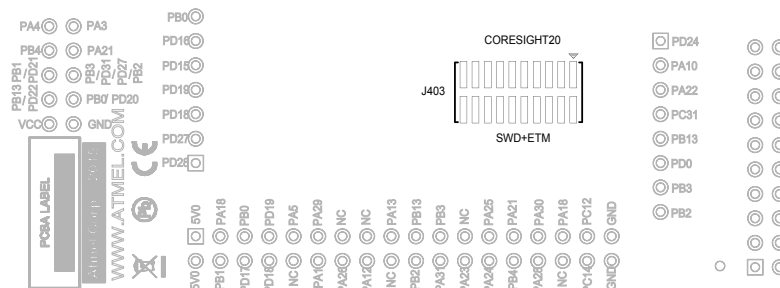 PA4 PA3
PB4 PA21
PB1 /PD21 PB3 /PD31 /PD27 /PB2
PB13 /PD22 PB0/ PD20
VCC GND
PB0
PD16
PD15
PD19
PD18
PD27
PD28
PCBA LABEL
WWW.ATMEL.COM
Pb
CORESIGHT20
J403
SWD+ETM
PD24
PA10
PA22
PC31
PB13
PD0
PB3
PB2
5V0 PA18 PB0 PD19 PA5 PA29 NC NC PA13 PB13 PB3 NC PA25 PA21 PA30 PA18 PC12 GND
5V0 PB1 PD17 PD18 NC PA1 PA26 PA12 NC PB2 PA31 PA23 PA24 PB4 PA28 NC PC14 GND